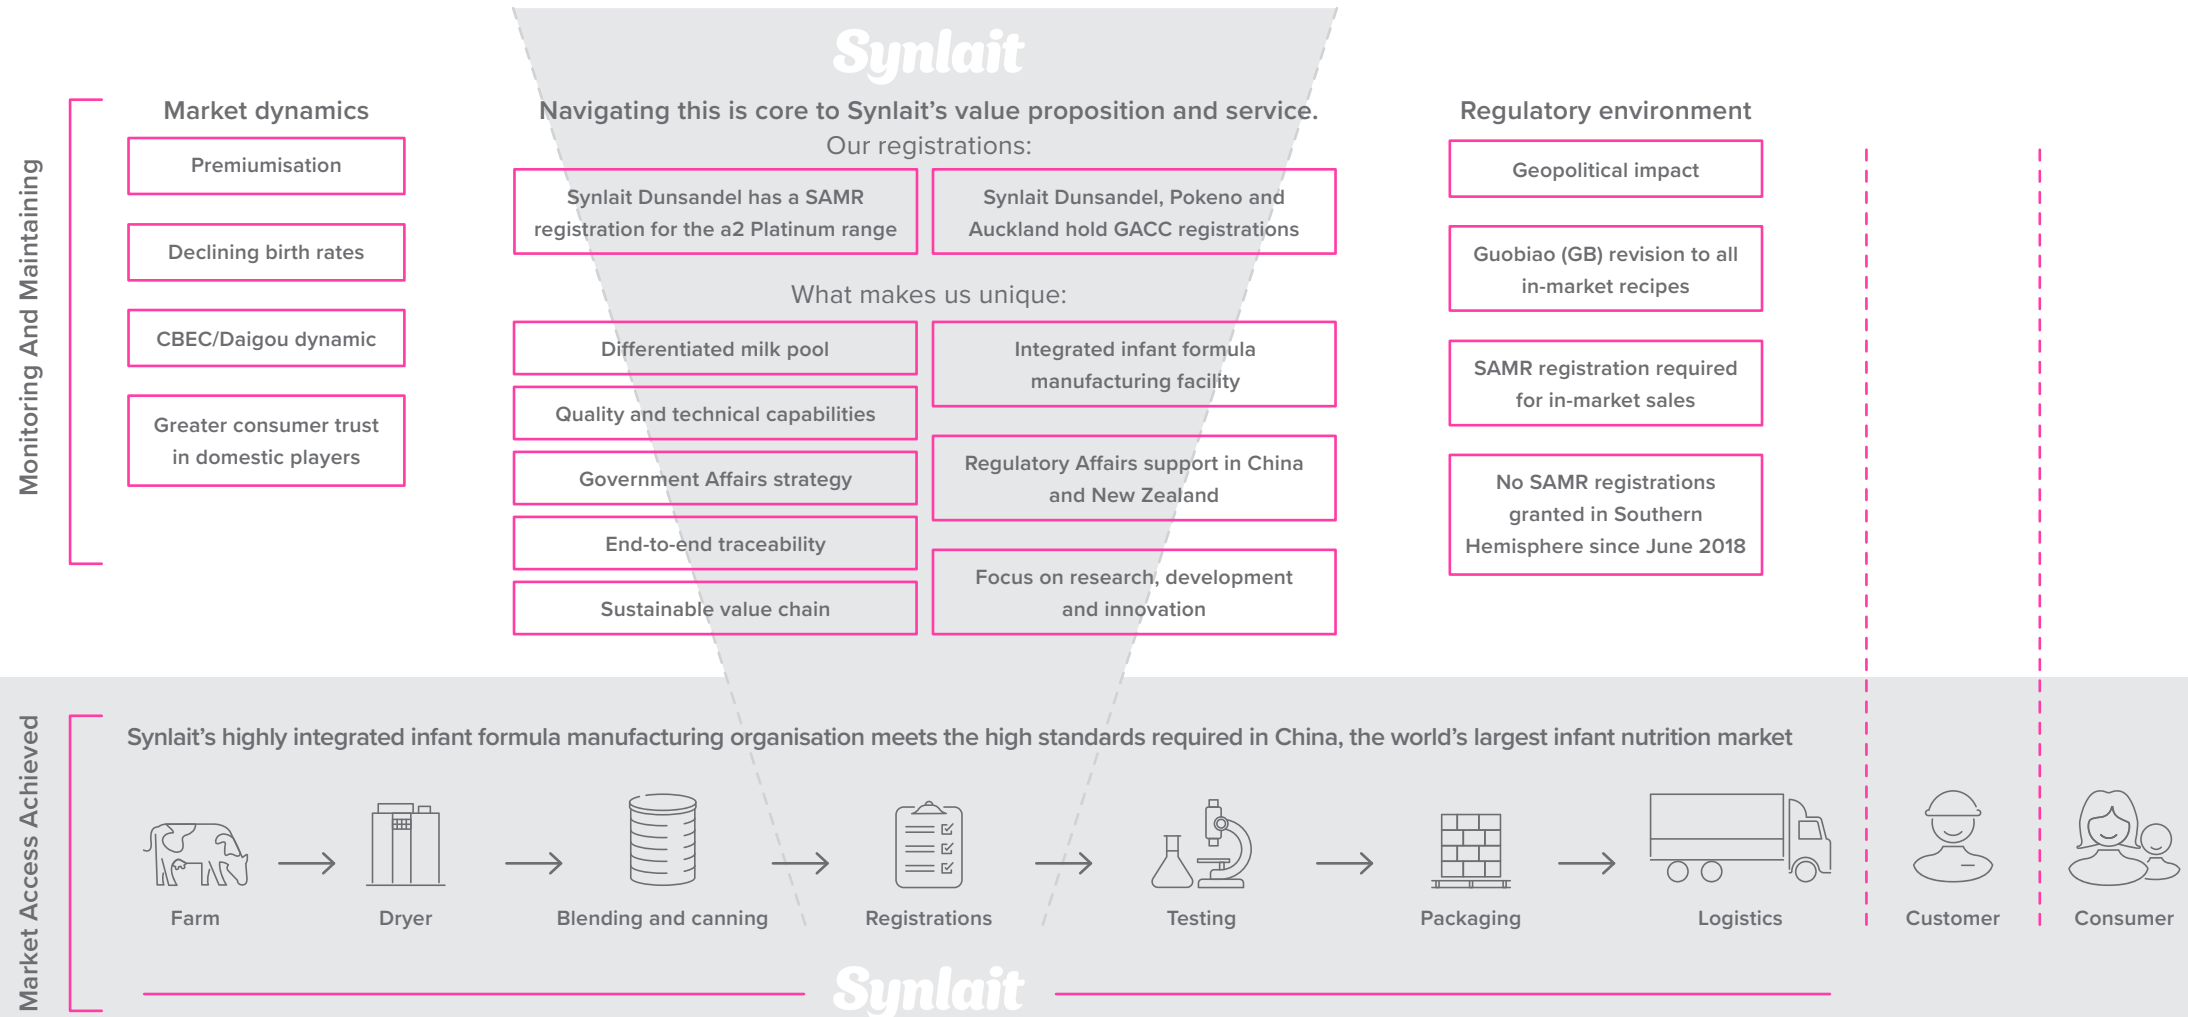 Synlait
Monitoring And Maintaining
Market dynamics
Premiumisation
Declining birth rates
CBEC/Daigou dynamic
Greater consumer trust
in domestic players
Navigating this is core to Synlait’s value proposition and service.
Our registrations:
Synlait Dunsandel has a SAMR
registration for the a2 Platinum range
Synlait Dunsandel, Pokeno and
Auckland hold GACC registrations
What makes us unique:
Differentiated milk pool
Quality and technical capabilities
Government Affairs strategy
End-to-end traceability
Sustainable value chain
Integrated infant formula
manufacturing facility
Regulatory Affairs support in China
and New Zealand
Focus on research, development
and innovation
Regulatory environment
Geopolitical impact
Guobiao (GB) revision to all
in-market recipes
SAMR registration required
for in-market sales
No SAMR registrations
granted in Southern
Hemisphere since June 2018
Market Access Achieved
Synlait’s highly integrated infant formula manufacturing organisation meets the high standards required in China, the world’s largest infant nutrition market
Farm
Dryer
Blending and canning
Registrations
Testing
Packaging
Logistics
Customer
Consumer
Synlait